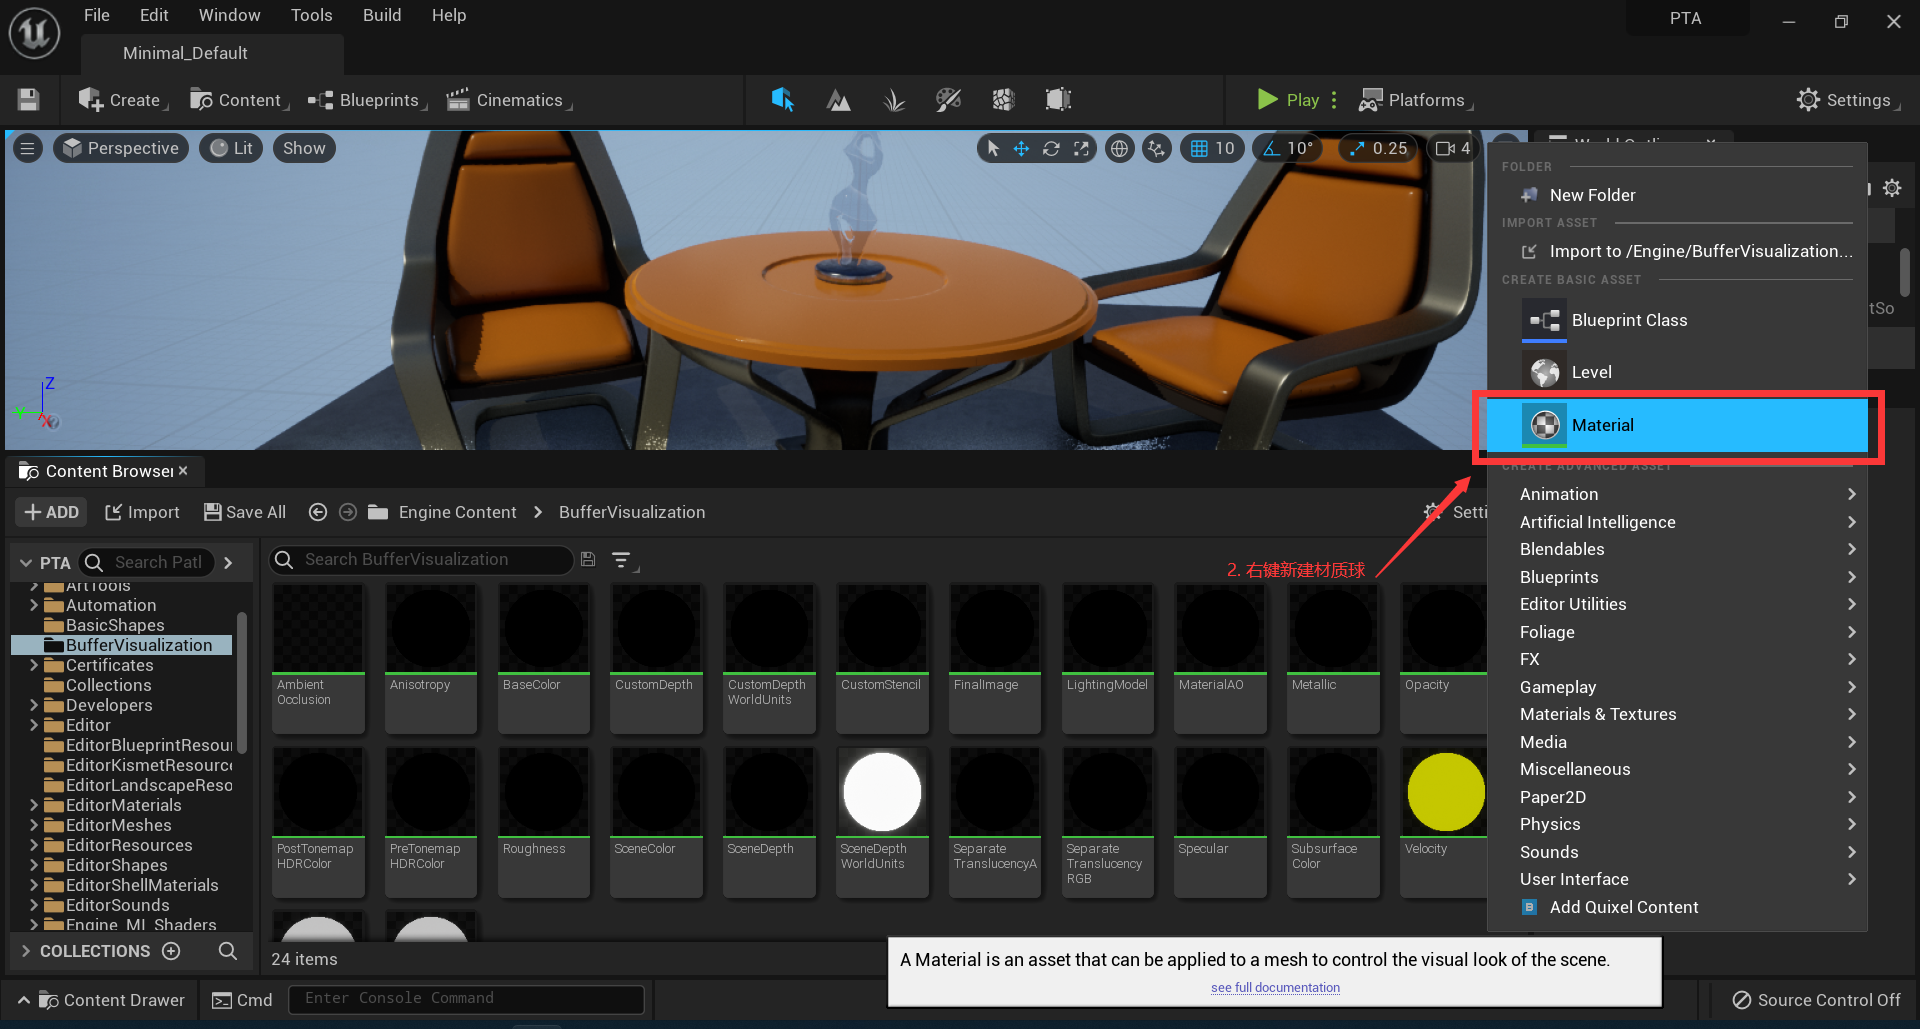 File Edit Window Tools Build Help
PTA
Minimal_Default
Create Content Blueprints Cinematics
Play Platforms
Settings
Perspective Lit Show
10 10° 0.25 4
Z
Y
X
FOLDER
New Folder
IMPORT ASSET
Import to /Engine/BufferVisualization...
CREATE BASIC ASSET
Blueprint Class
Level
Material
CREATE ADVANCED ASSET
Animation
Artificial Intelligence
Blendables
Blueprints
Editor Utilities
Foliage
FX
Gameplay
Materials & Textures
Media
Miscellaneous
Paper2D
Physics
Sounds
User Interface
Add Quixel Content
tSo
Content Browser
ADD Import Save All Engine Content BufferVisualization
Setti
2. 右键新建材质球
PTA Search Patl
ArtTools
Automation
BasicShapes
BufferVisualization
Certificates
Collections
Developers
Editor
EditorBlueprintResour
EditorKismetResource
EditorLandscapeReso
EditorMaterials
EditorMeshes
EditorResources
EditorShapes
EditorShellMaterials
EditorSounds
Engine_MI_Shaders
COLLECTIONS
Search BufferVisualization
Ambient
Occlusion
Anisotropy
BaseColor
CustomDepth
CustomDepth
WorldUnits
CustomStencil
FinalImage
LightingModel
MaterialAO
Metallic
Opacity
PostTonemap
HDRColor
PreTonemap
HDRColor
Roughness
SceneColor
SceneDepth
SceneDepth
WorldUnits
Separate
TranslucencyA
Separate
Translucency
RGB
Specular
Subsurface
Color
Velocity
24 items
A Material is an asset that can be applied to a mesh to control the visual look of the scene.
see full documentation
Content Drawer Cmd Enter Console Command
Source Control Off